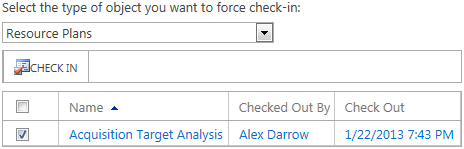 Select the type of object you want to force check-in:
Resource Plans
CHECK IN
Name Checked Out By Check Out
Acquisition Target Analysis Alex Darrow 1/22/2013 7:43 PM